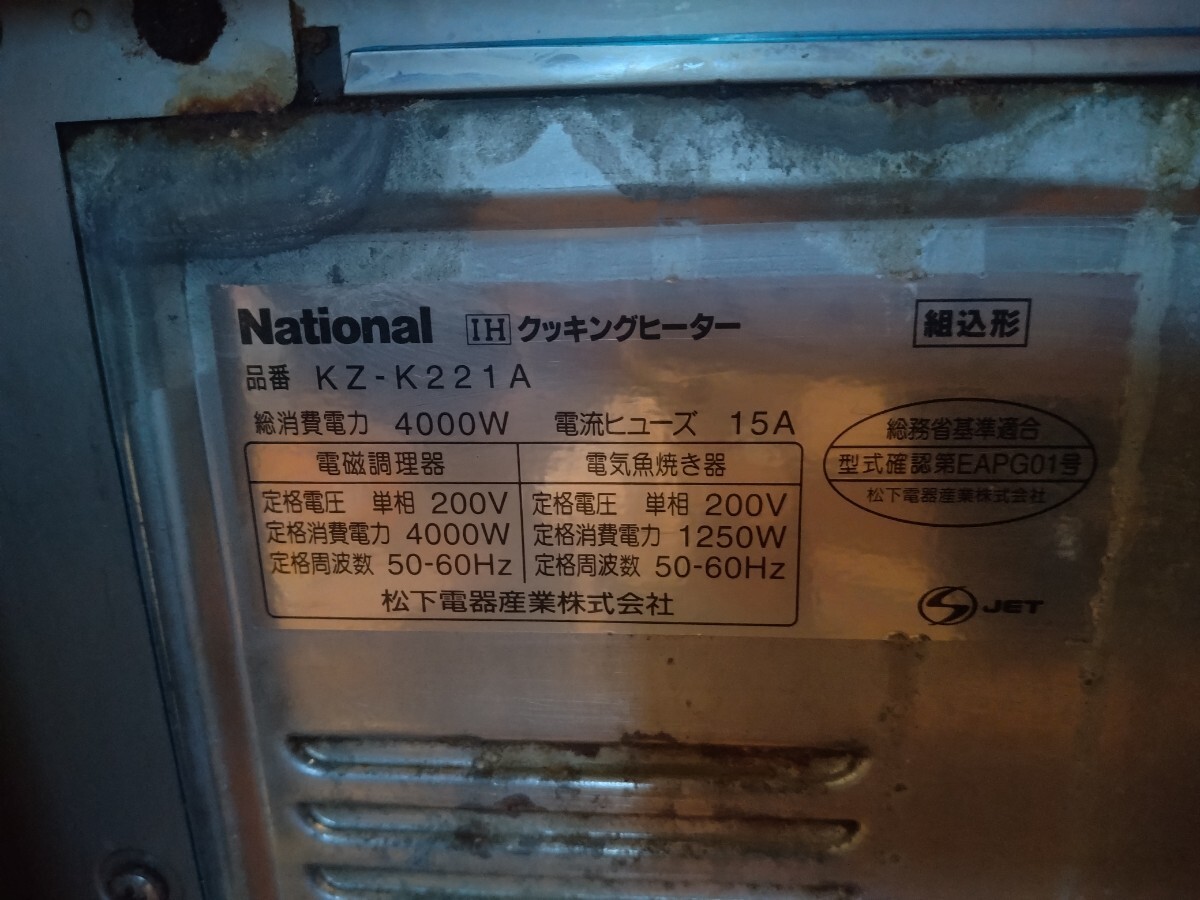 National IH クッキングヒーター 組込形
品番 KZ-K221A
総消費電力 4000W 電流ヒューズ 15A
電磁調理器
定格電圧 単相 200V
定格消費電力 4000W
定格周波数 50-60Hz
電気魚焼き器
定格電圧 単相 200V
定格消費電力 1250W
定格周波数 50-60Hz
松下電器産業株式会社
総務省基準適合
型式確認第EAPG01号
松下電器産業株式会社
S JET